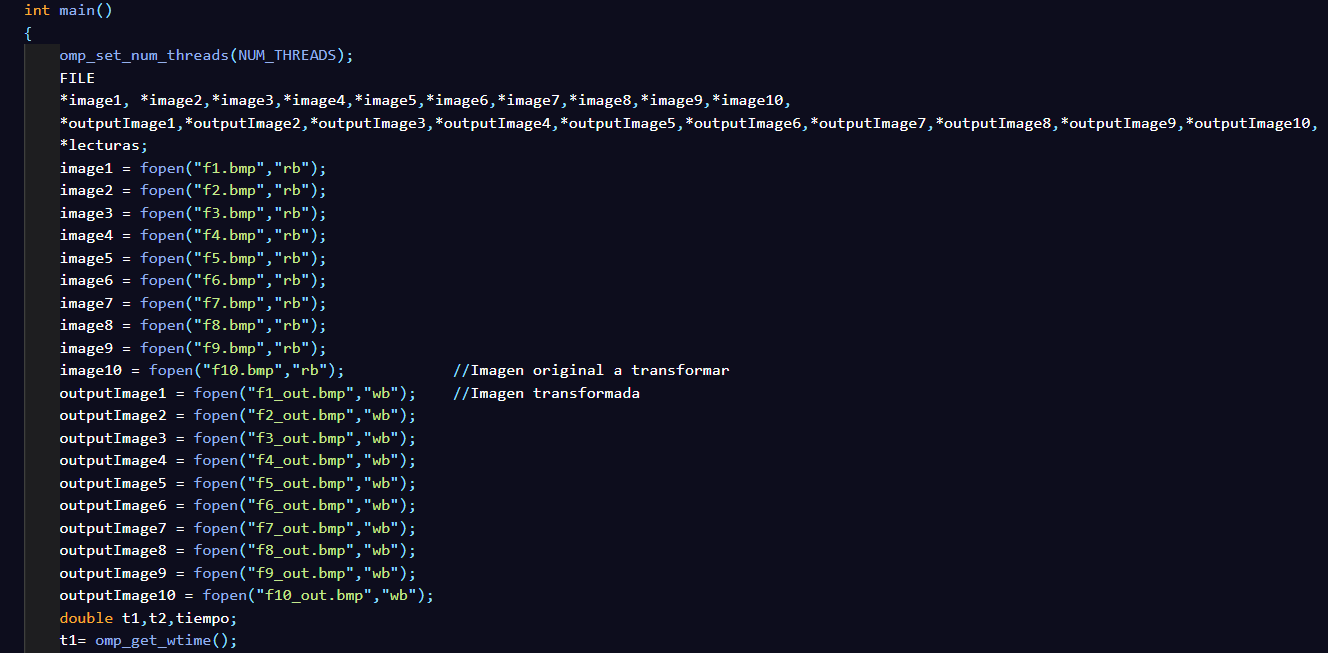 int main()
{
omp_set_num_threads(NUM_THREADS);
FILE
*image1, *image2,*image3,*image4,*image5,*image6,*image7,*image8,*image9,*image10,
*outputImage1,*outputImage2,*outputImage3,*outputImage4,*outputImage5,*outputImage6,*outputImage7,*outputImage8,*outputImage9,*outputImage10,
*lecturas;
image1 = fopen("f1.bmp","rb");
image2 = fopen("f2.bmp","rb");
image3 = fopen("f3.bmp","rb");
image4 = fopen("f4.bmp","rb");
image5 = fopen("f5.bmp","rb");
image6 = fopen("f6.bmp","rb");
image7 = fopen("f7.bmp","rb");
image8 = fopen("f8.bmp","rb");
image9 = fopen("f9.bmp","rb");
image10 = fopen("f10.bmp","rb"); //Imagen original a transformar
outputImage1 = fopen("f1_out.bmp","wb"); //Imagen transformada
outputImage2 = fopen("f2_out.bmp","wb");
outputImage3 = fopen("f3_out.bmp","wb");
outputImage4 = fopen("f4_out.bmp","wb");
outputImage5 = fopen("f5_out.bmp","wb");
outputImage6 = fopen("f6_out.bmp","wb");
outputImage7 = fopen("f7_out.bmp","wb");
outputImage8 = fopen("f8_out.bmp","wb");
outputImage9 = fopen("f9_out.bmp","wb");
outputImage10 = fopen("f10_out.bmp","wb");
double t1,t2,tiempo;
t1= omp_get_wtime();